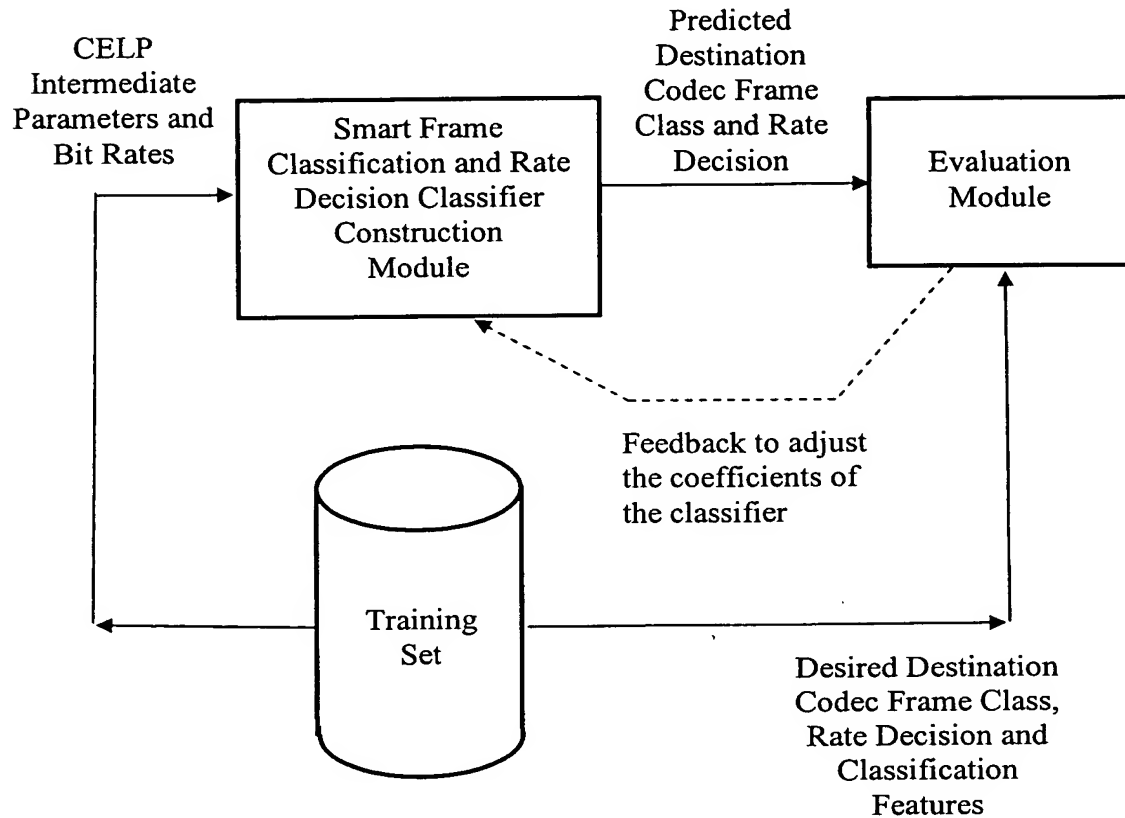 CELP
Intermediate
Parameters and
Bit Rates
Smart Frame
Classification and Rate
Decision Classifier
Construction
Module
Predicted
Destination
Codec Frame
Class and Rate
Decision
Evaluation
Module
Feedback to adjust
the coefficients of
the classifier
Training
Set
Desired Destination
Codec Frame Class,
Rate Decision and
Classification
Features